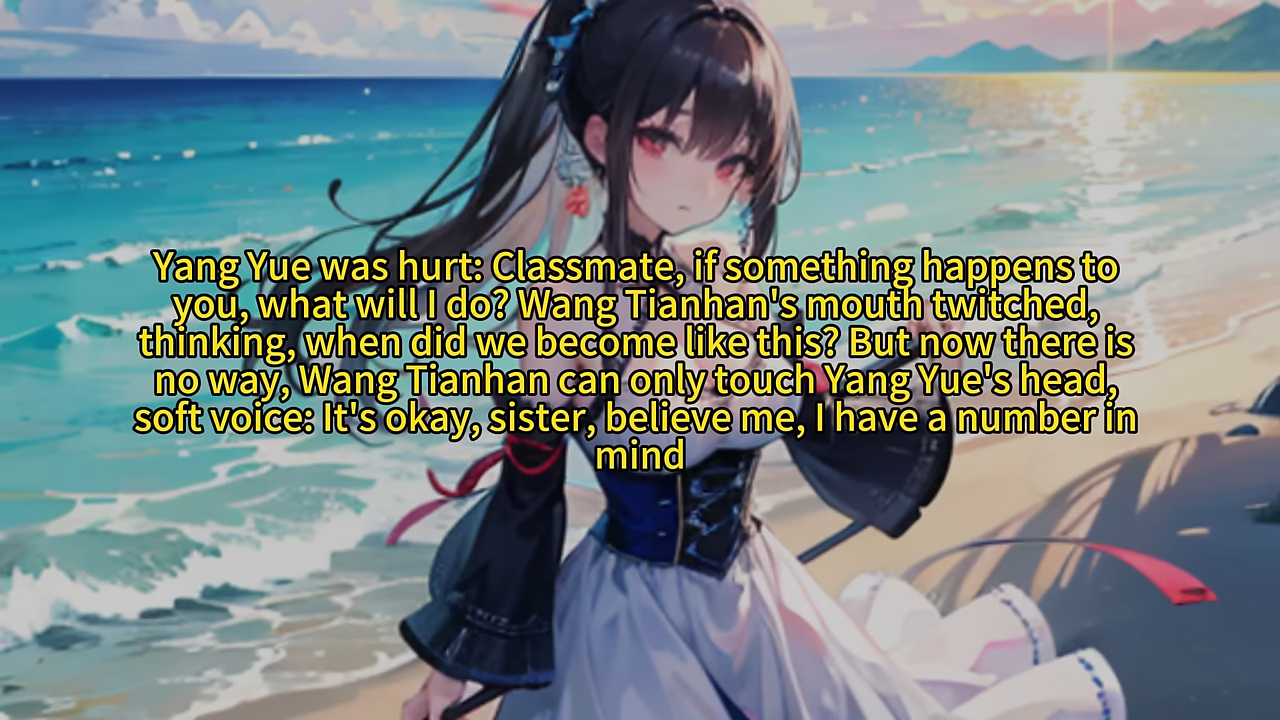 Yang Yue was hurt: Classmate, if something happens to
you, what will I do? Wang Tianhan's mouth twitched,
thinking, when did we become like this? But now there is
no way, Wang Tianhan can only touch Yang Yue's head,
soft voice: It's okay, sister, believe me, I have a number in
mind